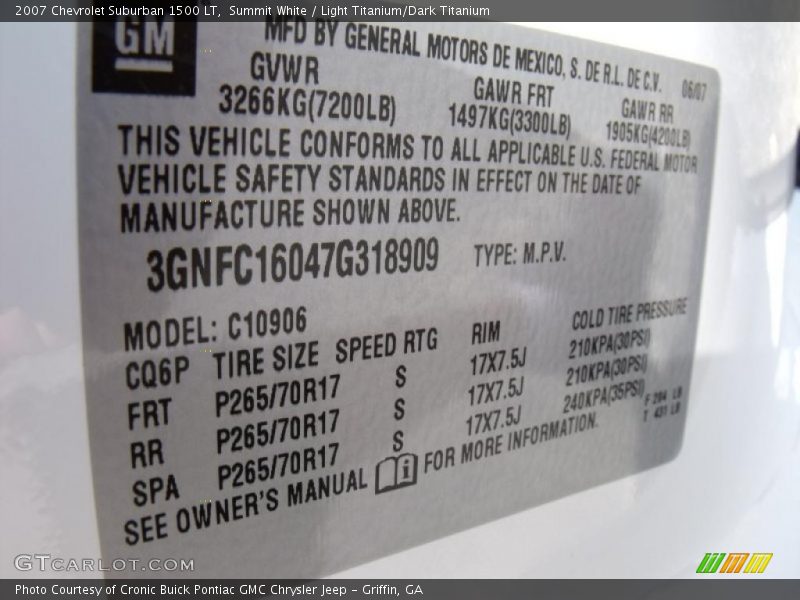 2007 Chevrolet Suburban 1500 LT, Summit White / Light Titanium/Dark Titanium
GM
MFD BY GENERAL MOTORS DE MEXICO, S. DE R.L. DE C.V. 06/07
GVWR GAWR FRT GAWR RR
3266KG(7200LB) 1497KG(3300LB) 1905KG(4200LB)
THIS VEHICLE CONFORMS TO ALL APPLICABLE U.S. FEDERAL MOTOR
VEHICLE SAFETY STANDARDS IN EFFECT ON THE DATE OF
MANUFACTURE SHOWN ABOVE.
3GNFC16047G318909 TYPE: M.P.V.
MODEL: C10906
CQ6P TIRE SIZE SPEED RTG RIM COLD TIRE PRESSURE
FRT P265/70R17 S 17X7.5J 210KPA(30PSI)
RR P265/70R17 S 17X7.5J 210KPA(30PSI)
SPA P265/70R17 S 17X7.5J 240KPA(35PSI)
F 284 LB
T 431 LB
SEE OWNER'S MANUAL i FOR MORE INFORMATION.
GTCARLOT.COM
Photo Courtesy of Cronic Buick Pontiac GMC Chrysler Jeep - Griffin, GA